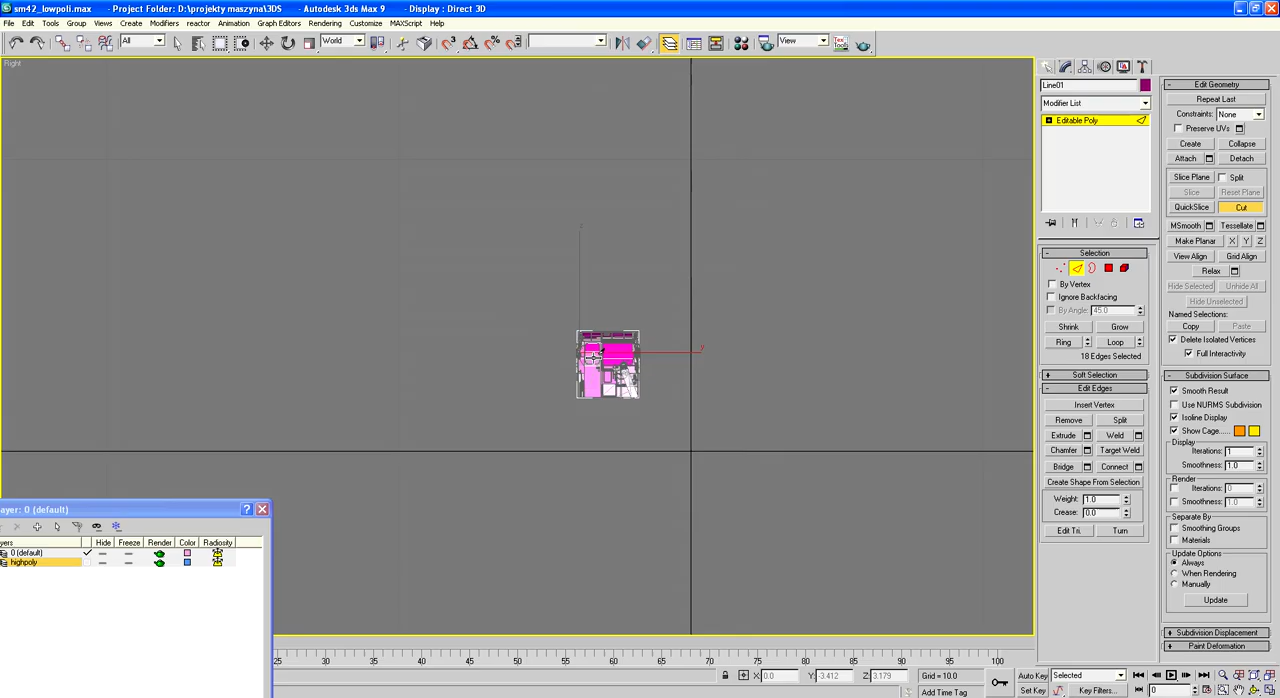 sm42_lowpoli.max - Project Folder: D:\projekty maszyna\3DS - Autodesk 3ds Max 9 - Display : Direct 3D
File Edit Tools Group Views Create Modifiers reactor Animation Graph Editors Rendering Customize MAXScript Help
All World View
Right
Line01
Modifier List
Editable Poly
Selection
By Vertex
Ignore Backfacing
By Angle: 45.0
Shrink Grow
Ring Loop
18 Edges Selected
Soft Selection
Edit Edges
Insert Vertex
Remove Split
Extrude Weld
Chamfer Target Weld
Bridge Connect
Create Shape From Selection
Weight: 1.0
Crease: 0.0
Edit Tri. Turn
Edit Geometry
Repeat Last
Constraints: None
Preserve UVs
Create Collapse
Attach Detach
Slice Plane Split
Slice Reset Plane
QuickSlice Cut
MSmooth Tessellate
Make Planar X Y Z
View Align Grid Align
Relax
Hide Selected Unhide All
Hide Unselected
Named Selections:
Copy Paste
Delete Isolated Vertices
Full Interactivity
Subdivision Surface
Smooth Result
Use NURMS Subdivision
Isoline Display
Show Cage......
Display
Iterations: 1
Smoothness: 1.0
Render
Iterations: 0
Smoothness: 1.0
Separate By
Smoothing Groups
Materials
Update Options
Always
When Rendering
Manually
Update
Subdivision Displacement
Paint Deformation
z
y
ayer: 0 (default)
yers Hide Freeze Render Color Radiosity
0 (default)
highpoly
25 30 35 40 45 50 55 60 65 70 75 80 85 90 95 100
X: 0.0 Y: -3.412 Z: 3.179 Grid = 10.0
Add Time Tag
Auto Key Selected
Set Key Key Filters...